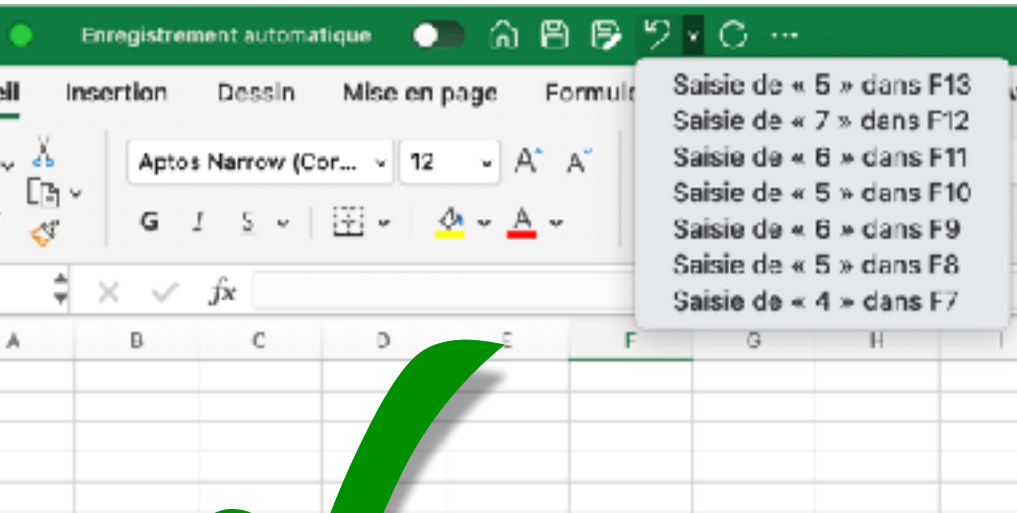 Enregistrement automatique
Insertion Dessin Mise en page
Saisie de « 5 » dans F13
Saisie de « 7 » dans F12
Saisie de « 6 » dans F11
Saisie de « 5 » dans F10
Saisie de « 6 » dans F9
Saisie de « 5 » dans F8
Saisie de « 4 » dans F7
Aptos Narrow (Cor... 12 A A
G I S A
fx
A B C D E F G H I